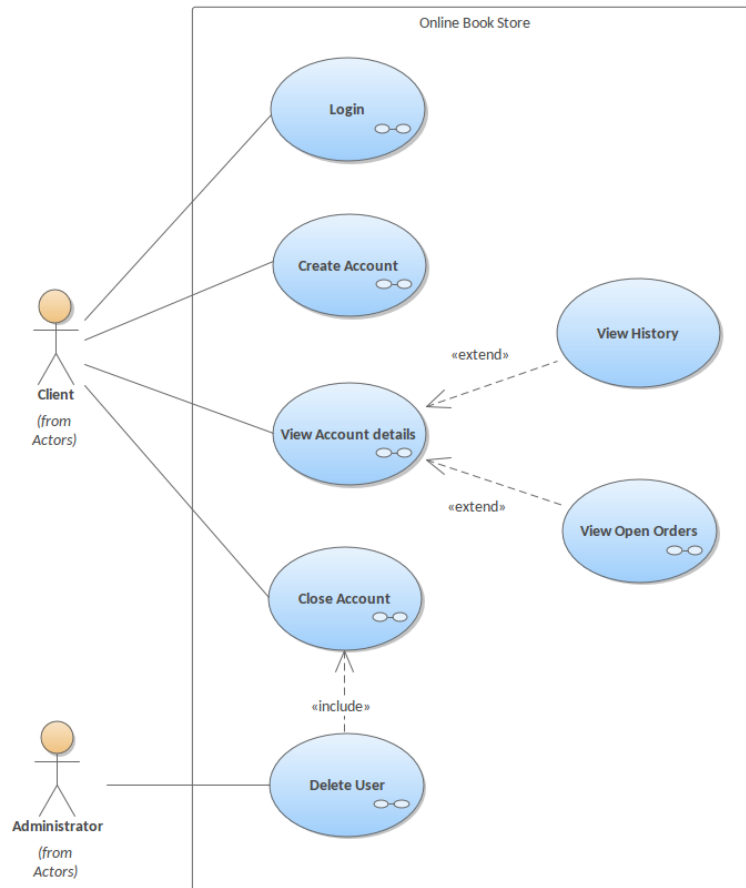 Online Book Store
Login
Create Account
View History
«extend»
Client
(from
Actors)
View Account details
«extend»
View Open Orders
Close Account
«include»
Delete User
Administrator
(from
Actors)